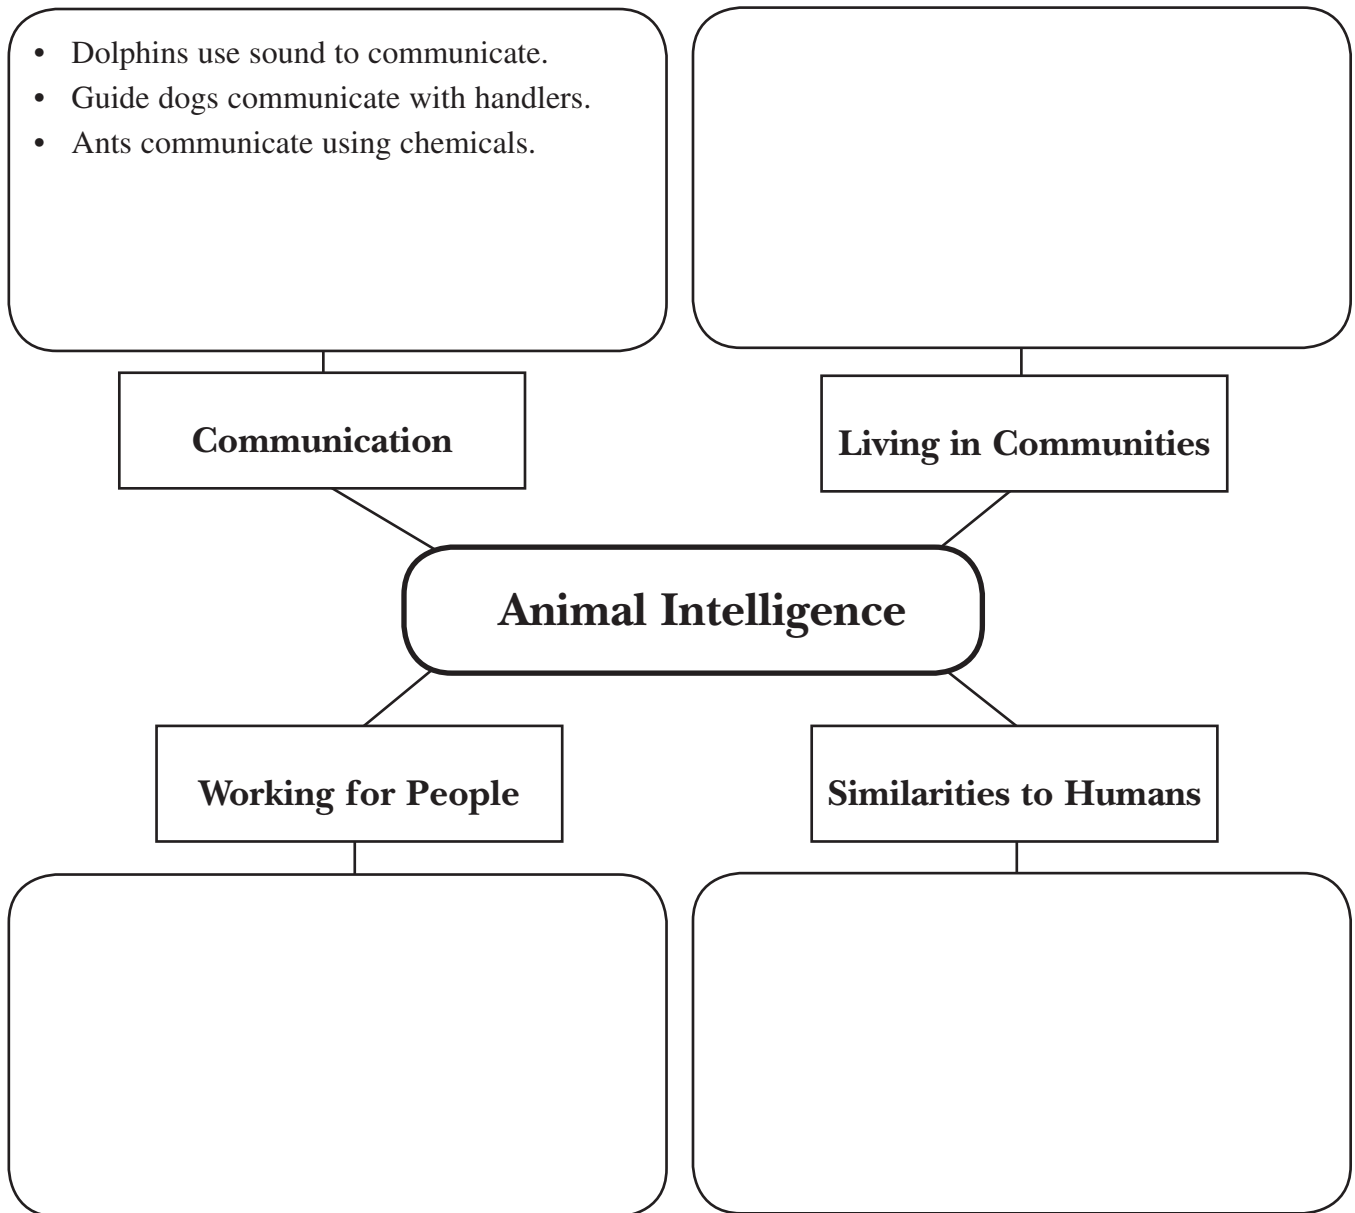 • Dolphins use sound to communicate.
• Guide dogs communicate with handlers.
• Ants communicate using chemicals.
Communication
Living in Communities
Animal Intelligence
Working for People
Similarities to Humans